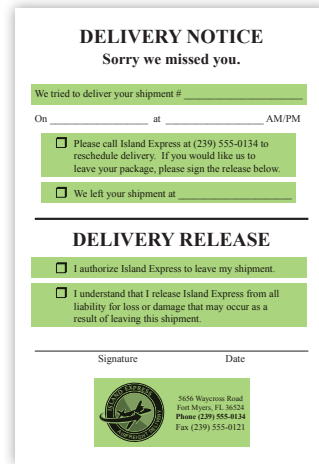 DELIVERY NOTICE
Sorry we missed you.
We tried to deliver your shipment # ________________________
On ____________________ at ____________________ AM/PM
Please call Island Express at (239) 555-0134 to
reschedule delivery. If you would like us to
leave your package, please sign the release below.
We left your shipment at _______________________
DELIVERY RELEASE
I authorize Island Express to leave my shipment.
I understand that I release Island Express from all
liability for loss or damage that may occur as a
result of leaving this shipment.
Signature Date
ISLAND EXPRESS
5656 Waycross Road
Fort Myers, FL 36524
Phone (239) 555-0134
Fax (239) 555-0121